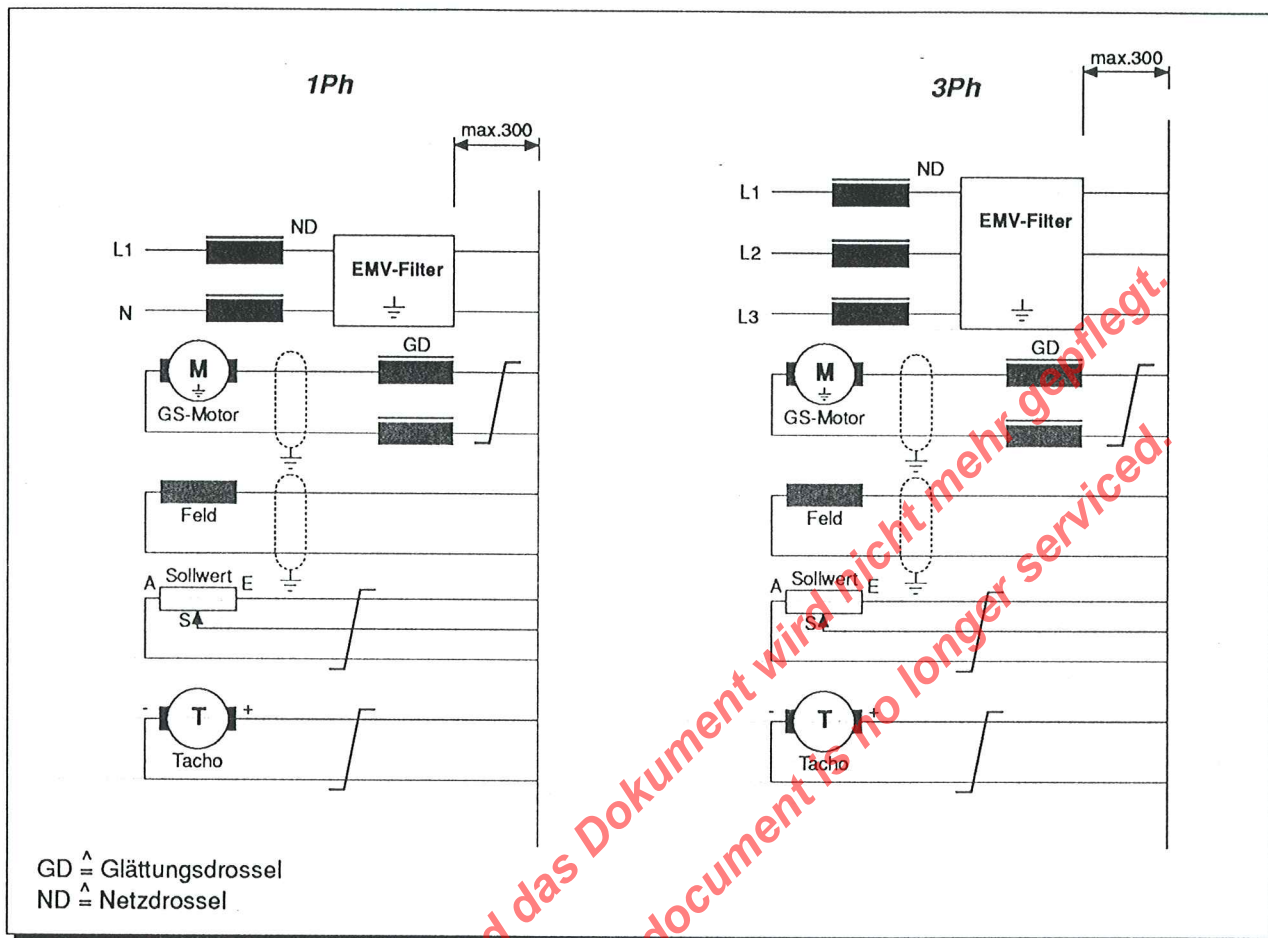 1Ph
max.300
ND
L1
EMV-Filter
N
GD
M
GS-Motor
Feld
A Sollwert E
S
- T +
Tacho
3Ph
max.300
ND
L1
EMV-Filter
L2
L3
GD
M
GS-Motor
Feld
A Sollwert E
S
- T +
Tacho
GD ≙ Glättungsdrossel
ND ≙ Netzdrossel
das Dokument wird nicht mehr gepflegt.
document is no longer serviced.